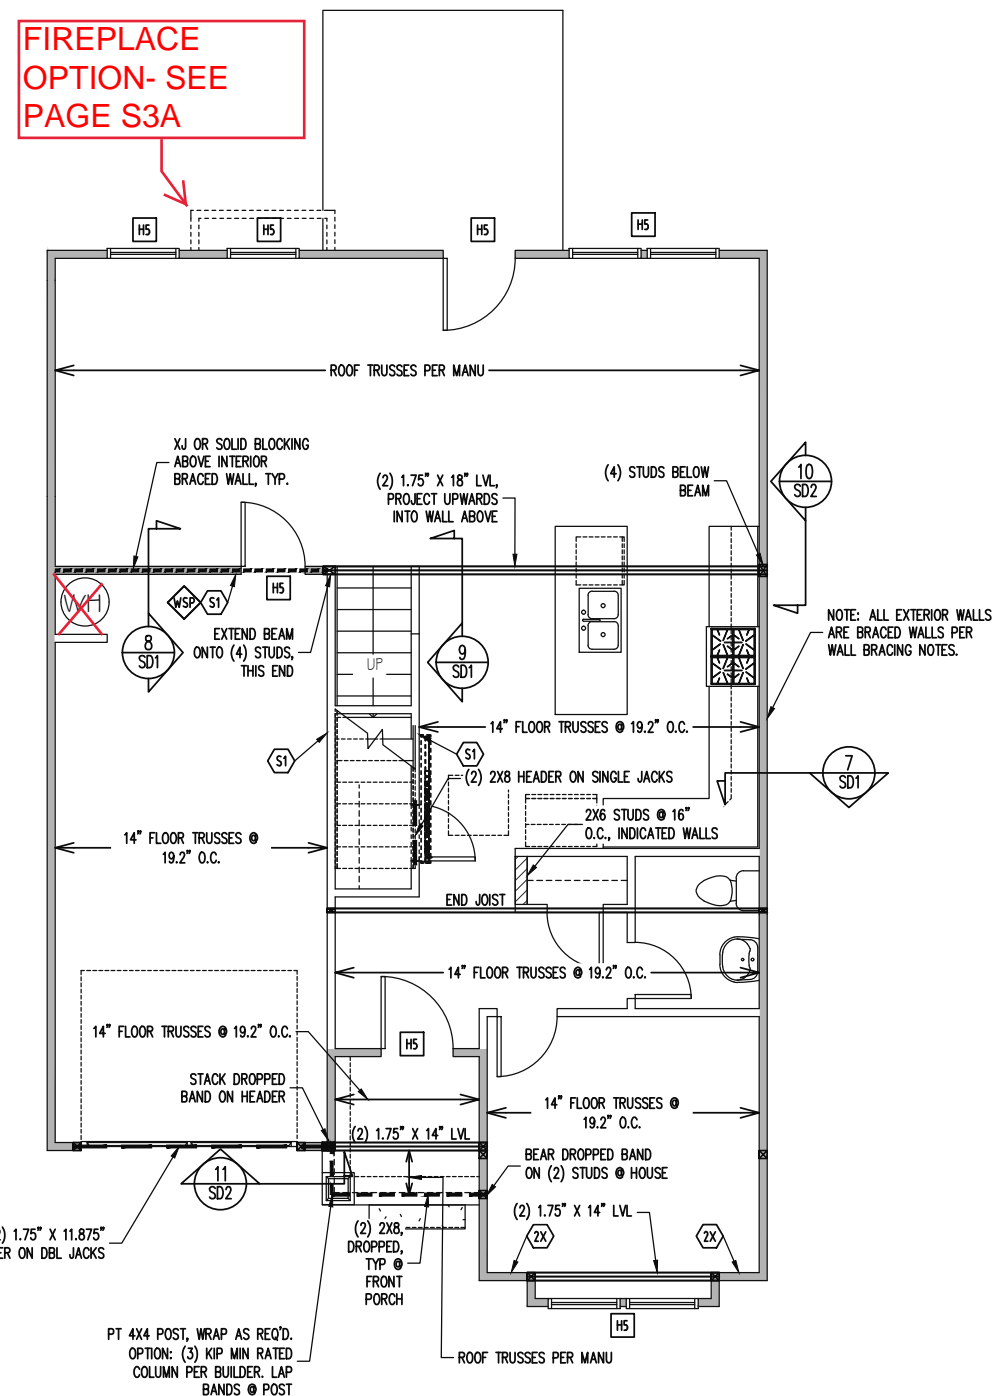 FIREPLACE
OPTION- SEE
PAGE S3A
H5
H5
H5
H5
ROOF TRUSSES PER MANU
XJ OR SOLID BLOCKING
ABOVE INTERIOR
BRACED WALL, TYP.
(2) 1.75" X 18" LVL,
PROJECT UPWARDS
INTO WALL ABOVE
(4) STUDS BELOW
BEAM
10
SD2
WH
WSP
S1
H5
8
SD1
EXTEND BEAM
ONTO (4) STUDS,
THIS END
UP
9
SD1
NOTE: ALL EXTERIOR WALLS
ARE BRACED WALLS PER
WALL BRACING NOTES.
14" FLOOR TRUSSES @ 19.2" O.C.
S1
S1
(2) 2X8 HEADER ON SINGLE JACKS
7
SD1
2X6 STUDS @ 16"
O.C., INDICATED WALLS
14" FLOOR TRUSSES @
19.2" O.C.
END JOIST
14" FLOOR TRUSSES @ 19.2" O.C.
14" FLOOR TRUSSES @ 19.2" O.C.
H5
STACK DROPPED
BAND ON HEADER
14" FLOOR TRUSSES @
19.2" O.C.
(2) 1.75" X 14" LVL
BEAR DROPPED BAND
ON (2) STUDS @ HOUSE
11
SD2
) 1.75" X 11.875"
ER ON DBL JACKS
(2) 2X8,
DROPPED,
TYP @
FRONT
PORCH
(2) 1.75" X 14" LVL
2X
2X
H5
PT 4X4 POST, WRAP AS REQ'D.
OPTION: (3) KIP MIN RATED
COLUMN PER BUILDER. LAP
BANDS @ POST
ROOF TRUSSES PER MANU